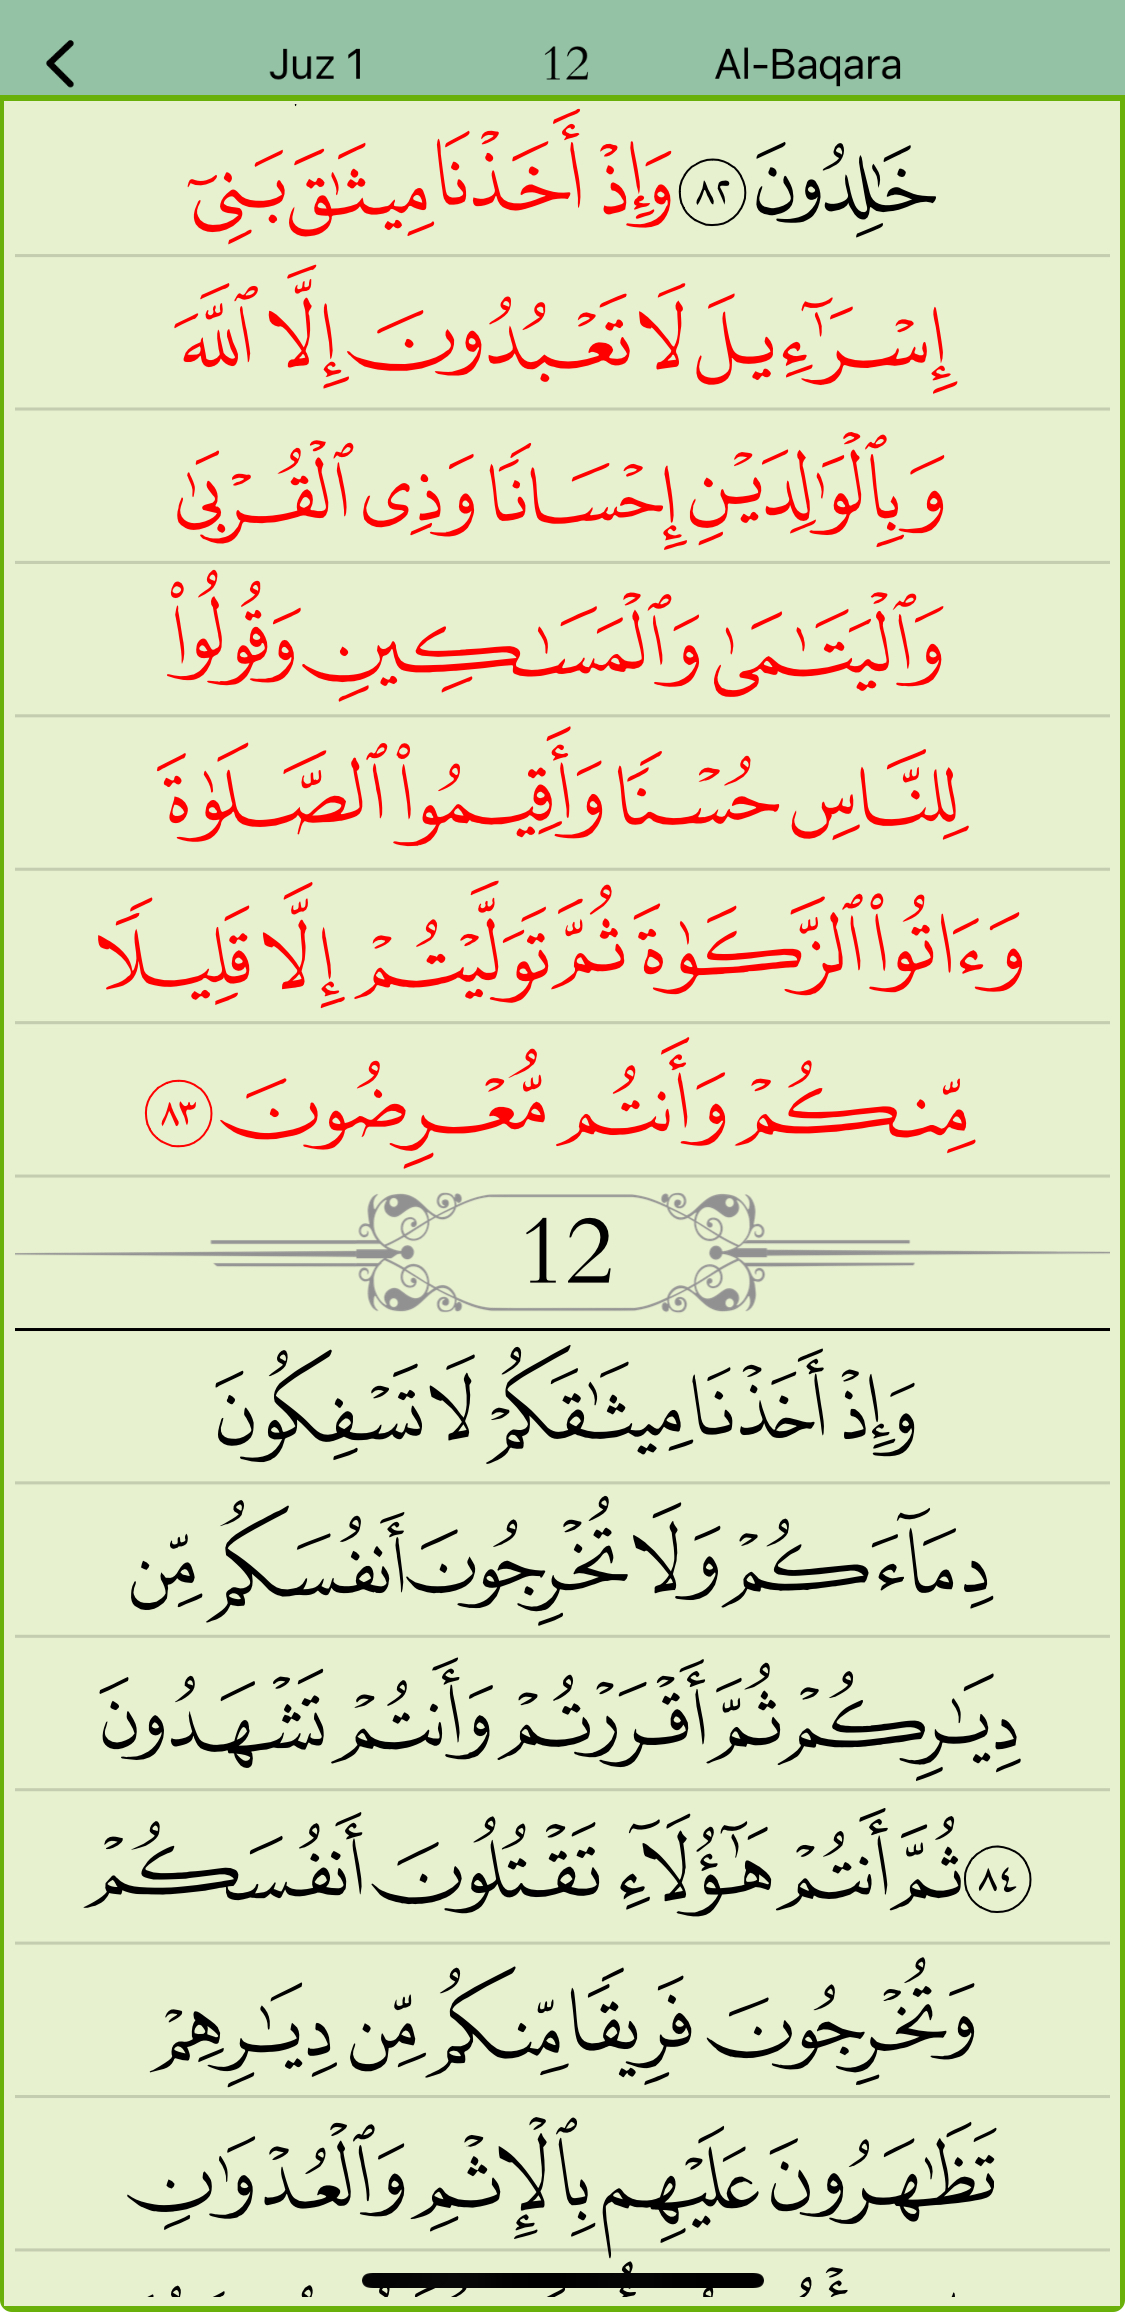 Juz 1 12 Al-Baqara
خَٰلِدُونَ ٨٢ وَإِذۡ أَخَذۡنَا مِيثَٰقَ بَنِيٓ
إِسۡرَٰٓءِيلَ لَا تَعۡبُدُونَ إِلَّا ٱللَّهَ
وَبِٱلۡوَٰلِدَيۡنِ إِحۡسَانٗا وَذِي ٱلۡقُرۡبَىٰ
وَٱلۡيَتَٰمَىٰ وَٱلۡمَسَٰكِينِ وَقُولُواْ
لِلنَّاسِ حُسۡنٗا وَأَقِيمُواْ ٱلصَّلَوٰةَ
وَءَاتُواْ ٱلزَّكَوٰةَ ثُمَّ تَوَلَّيۡتُمۡ إِلَّا قَلِيلٗا
مِّنكُمۡ وَأَنتُم مُّعۡرِضُونَ ٨٣
12
وَإِذۡ أَخَذۡنَا مِيثَٰقَكُمۡ لَا تَسۡفِكُونَ
دِمَآءَكُمۡ وَلَا تُخۡرِجُونَ أَنفُسَكُم مِّن
دِيَٰرِكُمۡ ثُمَّ أَقۡرَرۡتُمۡ وَأَنتُمۡ تَشۡهَدُونَ
٨٤ ثُمَّ أَنتُمۡ هَٰٓؤُلَآءِ تَقۡتُلُونَ أَنفُسَكُمۡ
وَتُخۡرِجُونَ فَرِيقٗا مِّنكُم مِّن دِيَٰرِهِمۡ
تَظَٰهَرُونَ عَلَيۡهِم بِٱلۡإِثۡمِ وَٱلۡعُدۡوَٰنِ